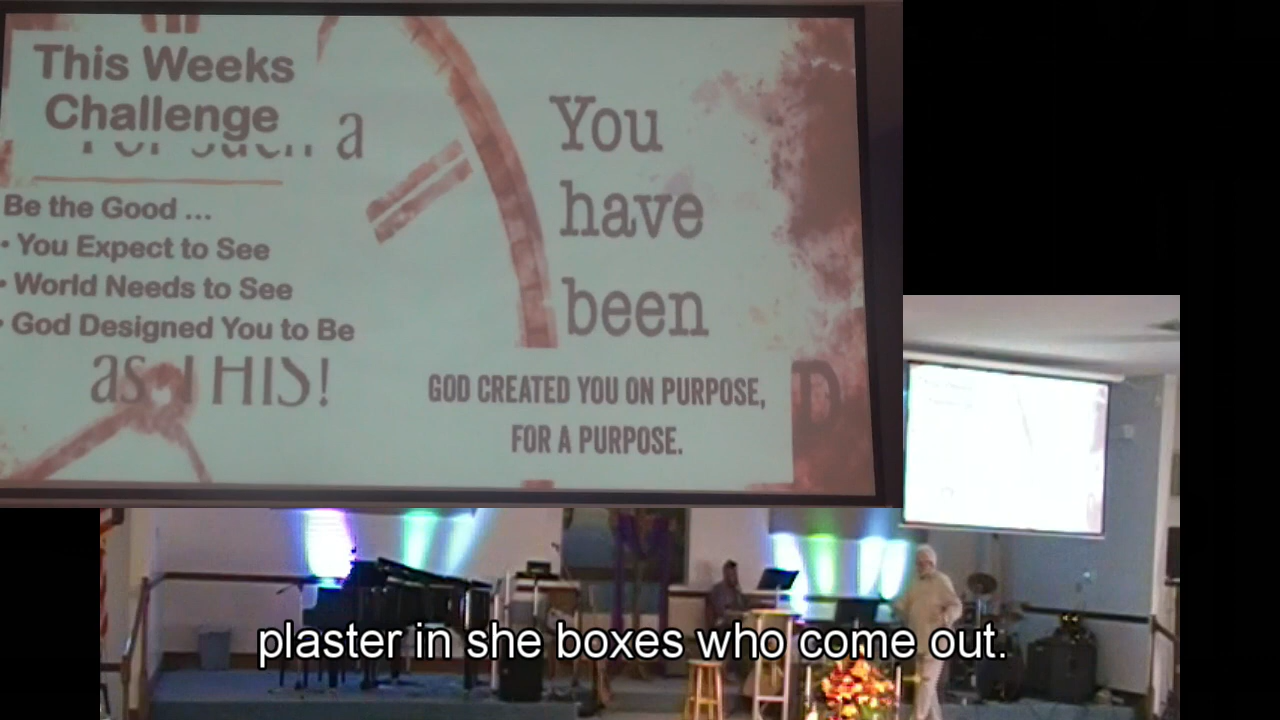 This Weeks
Challenge
For such a
Be the Good ...
• You Expect to See
• World Needs to See
• God Designed You to Be
as THIS!
You
have
been
D
GOD CREATED YOU ON PURPOSE,
FOR A PURPOSE.
plaster in she boxes who come out.